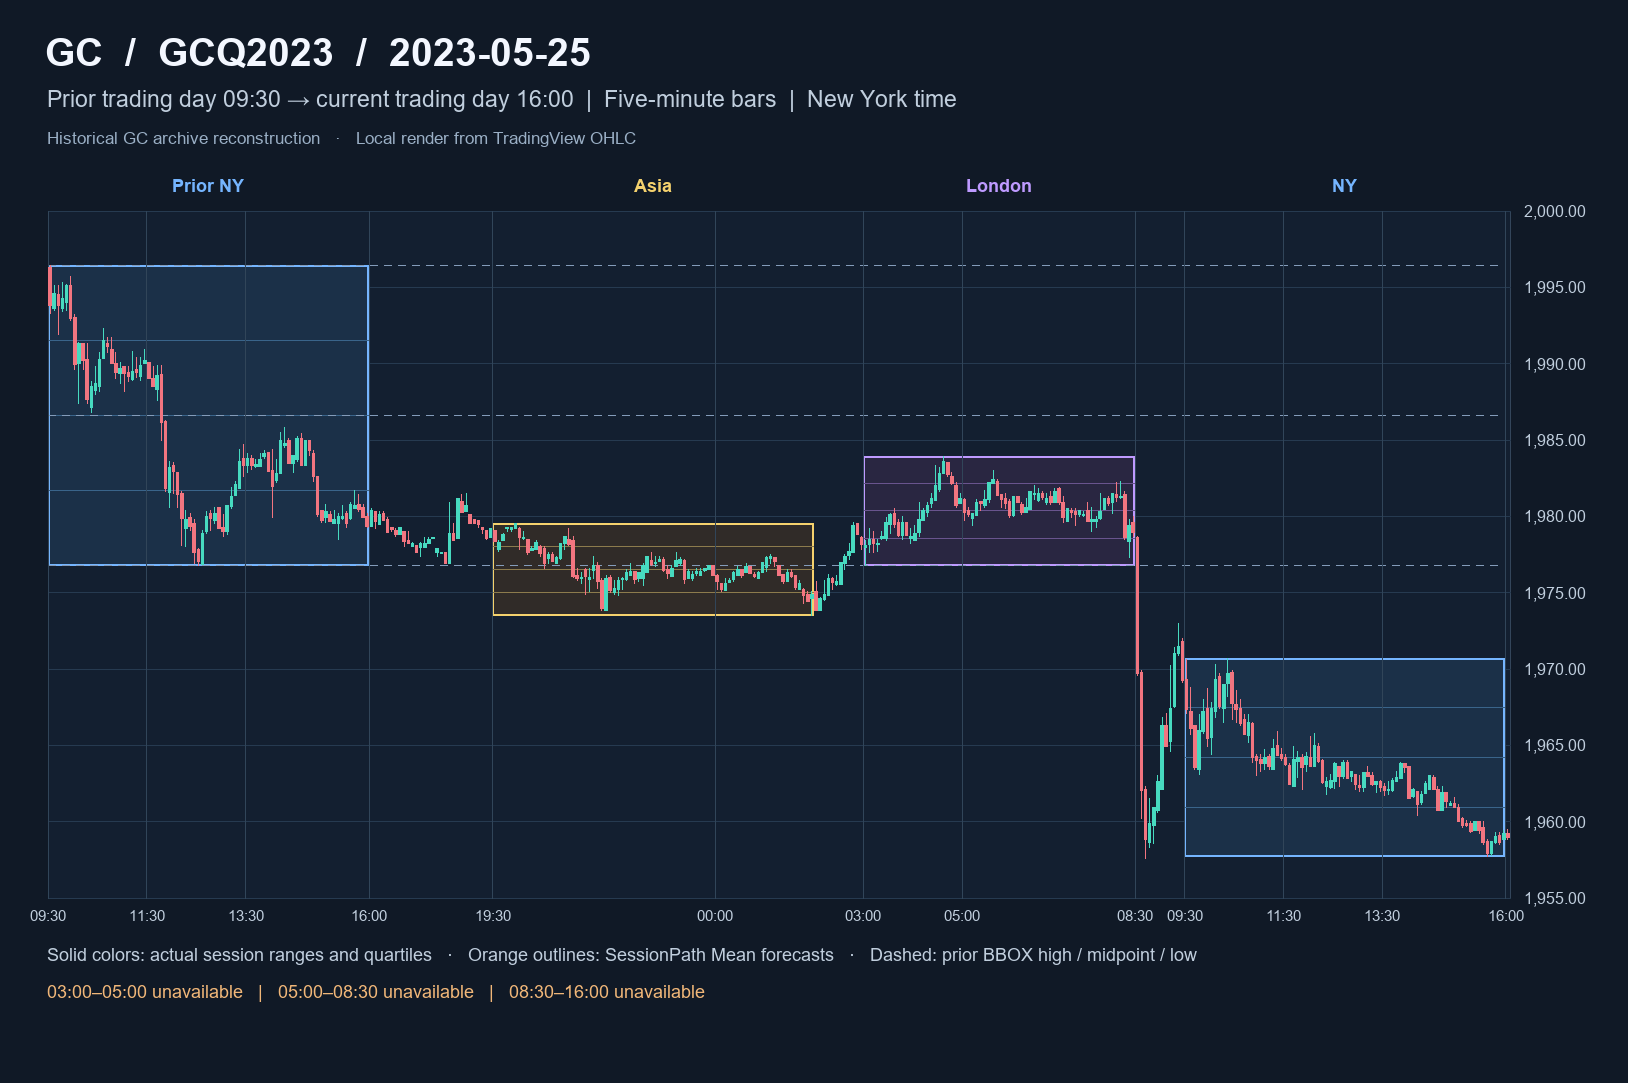 GC / GCQ2023 / 2023-05-25
Prior trading day 09:30 → current trading day 16:00 | Five-minute bars | New York time
Historical GC archive reconstruction · Local render from TradingView OHLC
Prior NY Asia London NY
2,000.00
1,995.00
1,990.00
1,985.00
1,980.00
1,975.00
1,970.00
1,965.00
1,960.00
1,955.00
09:30 11:30 13:30 16:00 19:30 00:00 03:00 05:00 08:30 09:30 11:30 13:30 16:00
Solid colors: actual session ranges and quartiles · Orange outlines: SessionPath Mean forecasts · Dashed: prior BBOX high / midpoint / low
03:00–05:00 unavailable | 05:00–08:30 unavailable | 08:30–16:00 unavailable